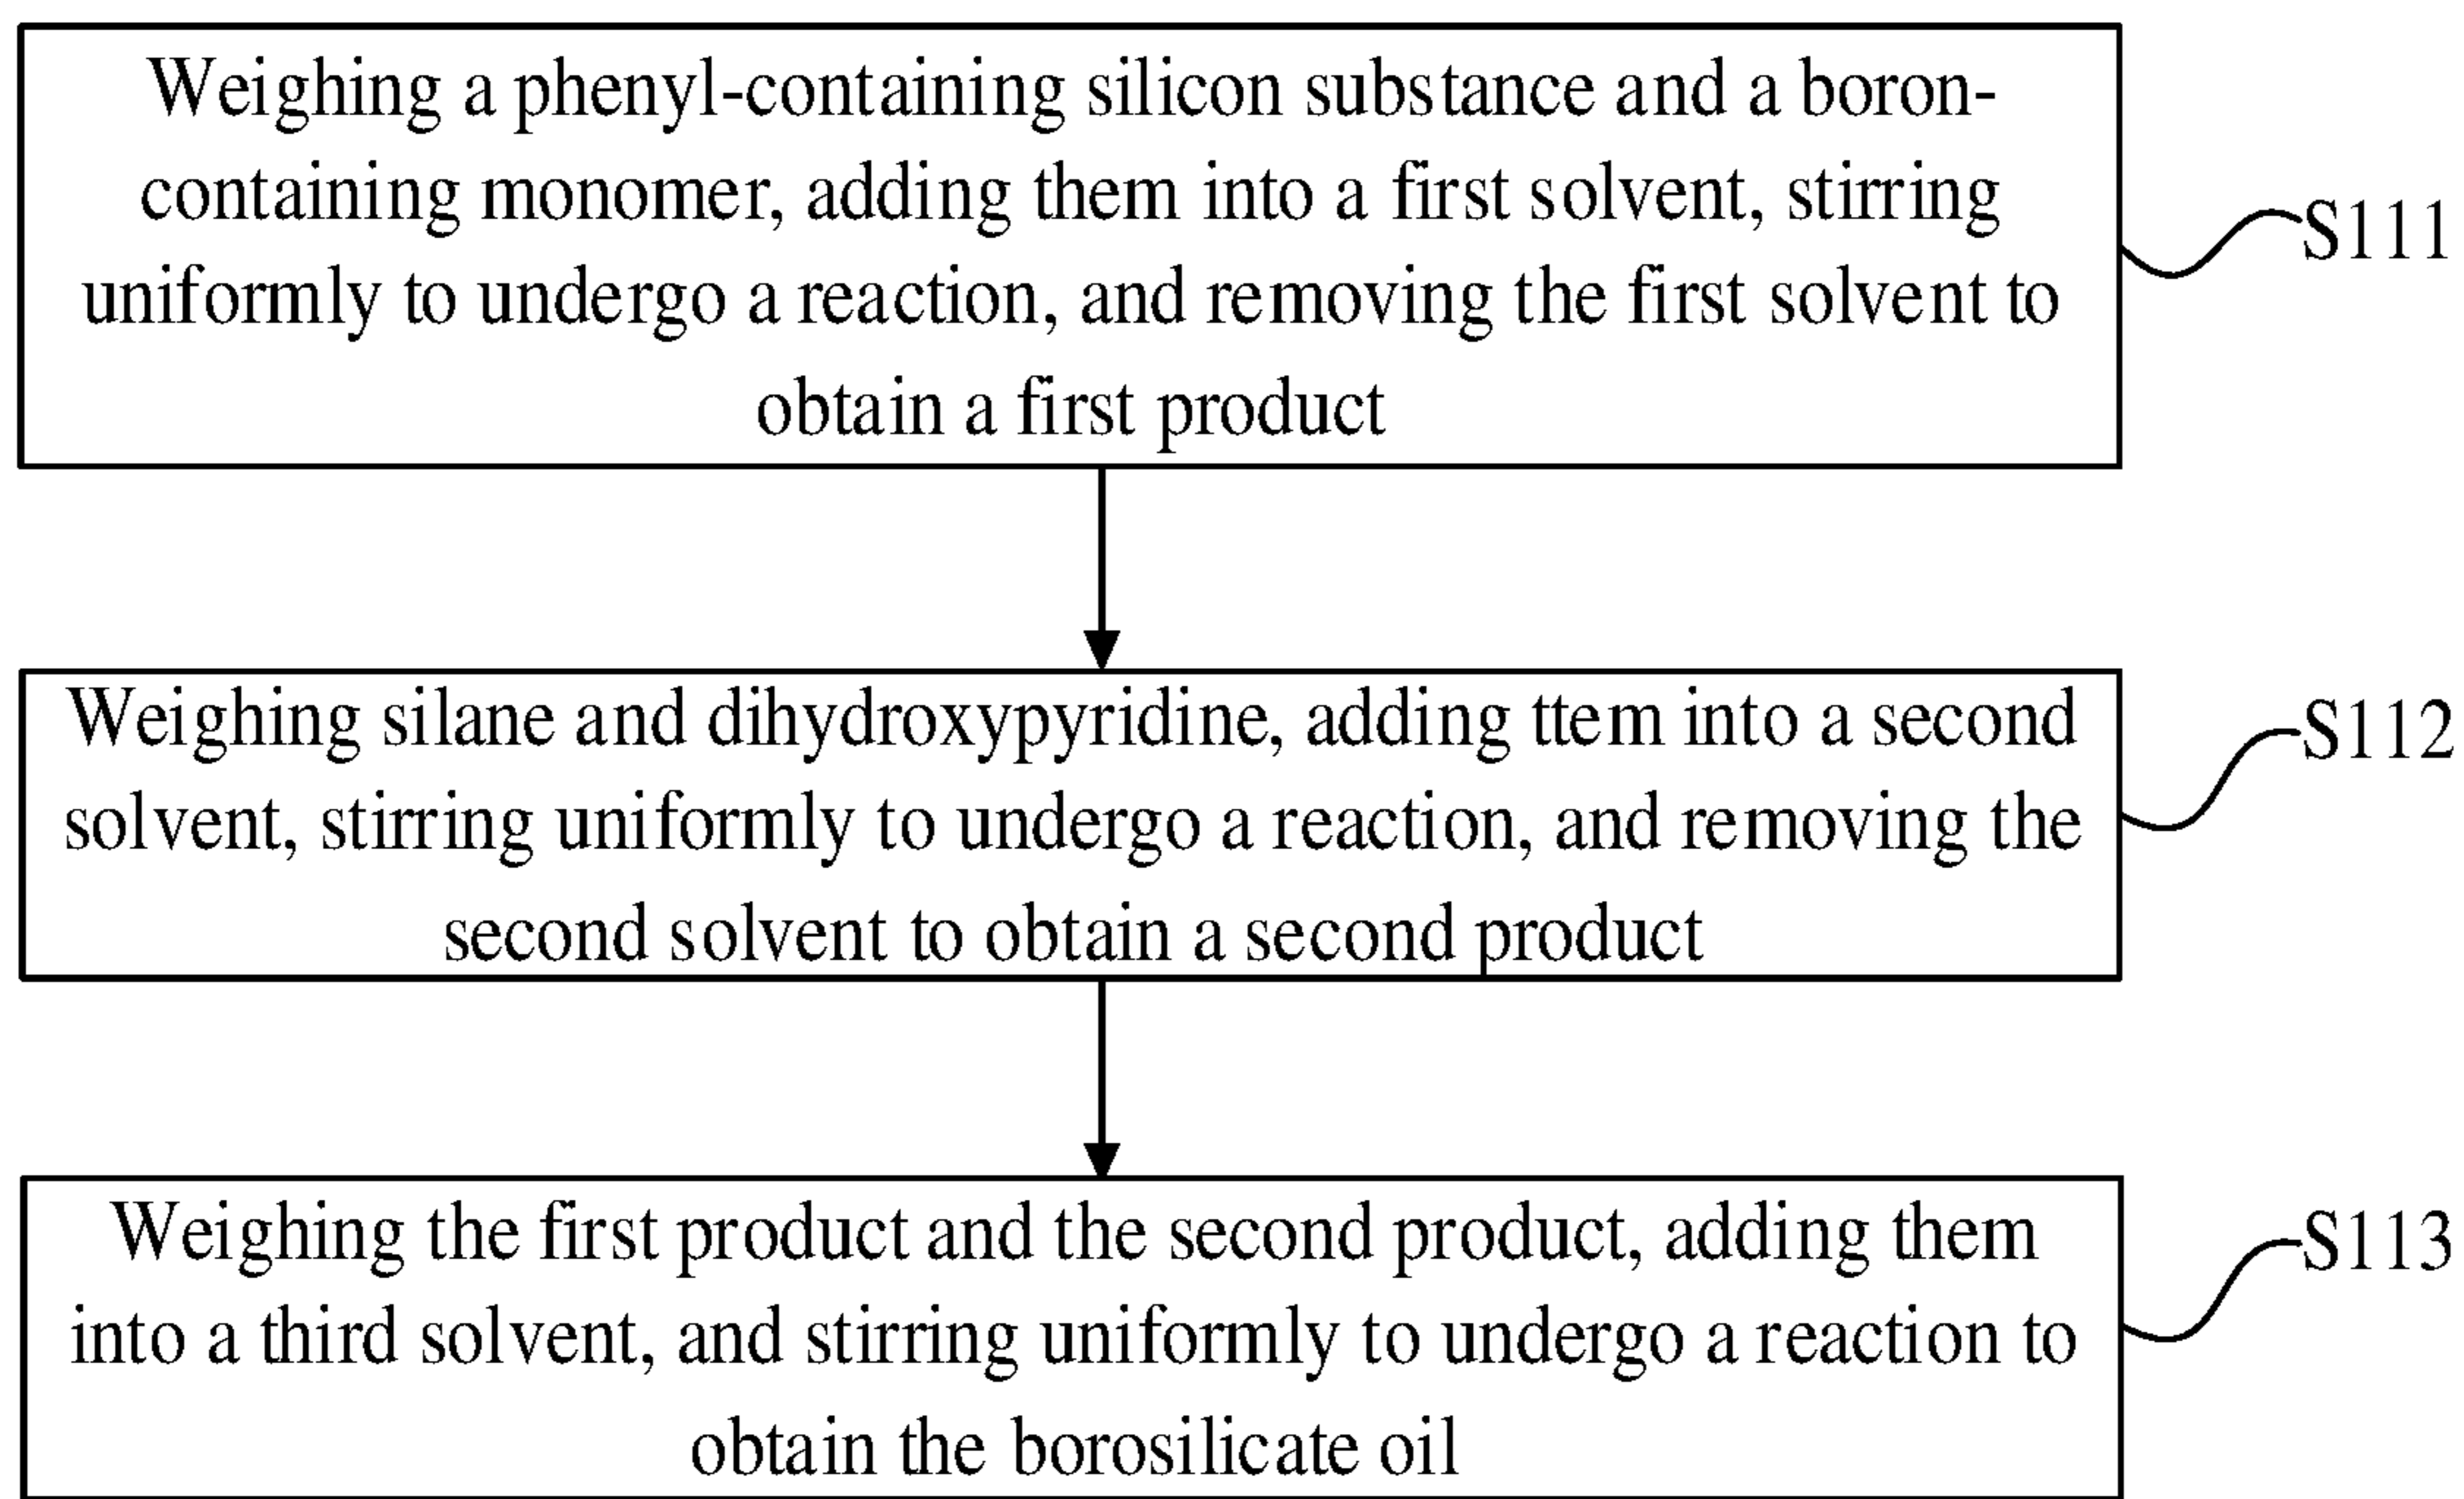 Weighing a phenyl-containing silicon substance and a boron-
containing monomer, adding them into a first solvent, stirring
uniformly to undergo a reaction, and removing the first solvent to
obtain a first product
S111
Weighing silane and dihydroxypyridine, adding ttem into a second
solvent, stirring uniformly to undergo a reaction, and removing the
second solvent to obtain a second product
S112
Weighing the first product and the second product, adding them
into a third solvent, and stirring uniformly to undergo a reaction to
obtain the borosilicate oil
S113